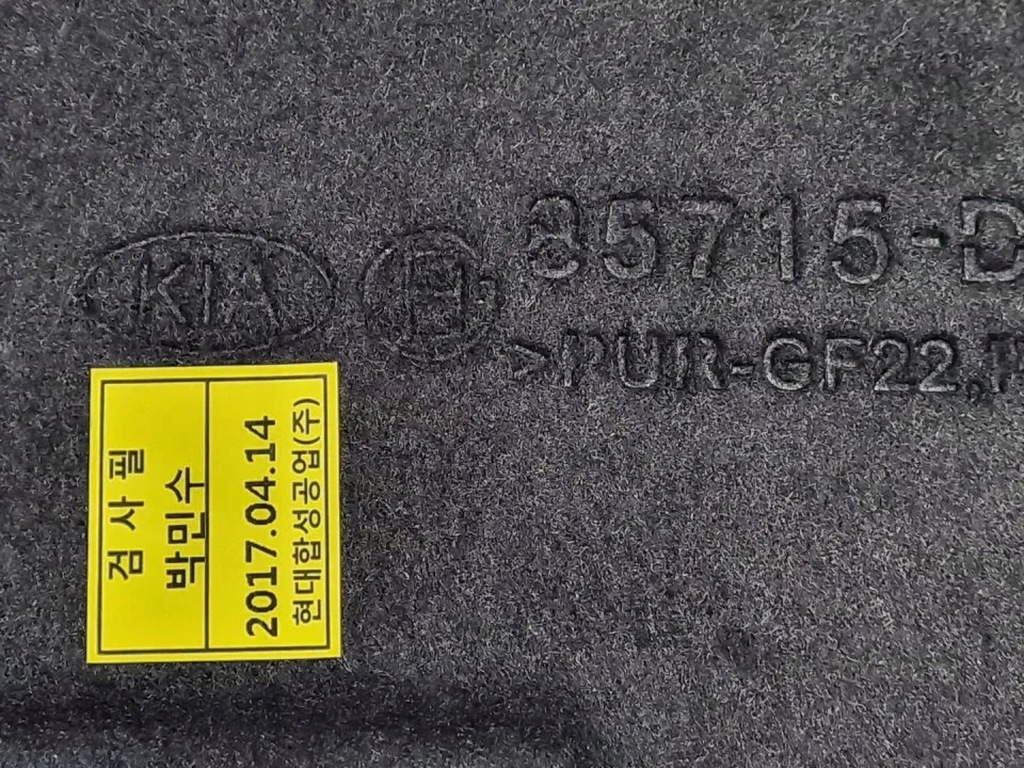 KIA
85715-D
>PUR-GF22,P
검사필
박민수
2017.04.14
현대합성공업(주)